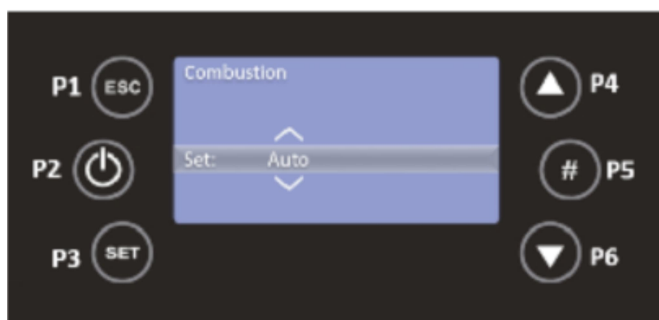 P1 ESC
Combustion
P4
P2
Set: Auto
# P5
P3 SET
P6